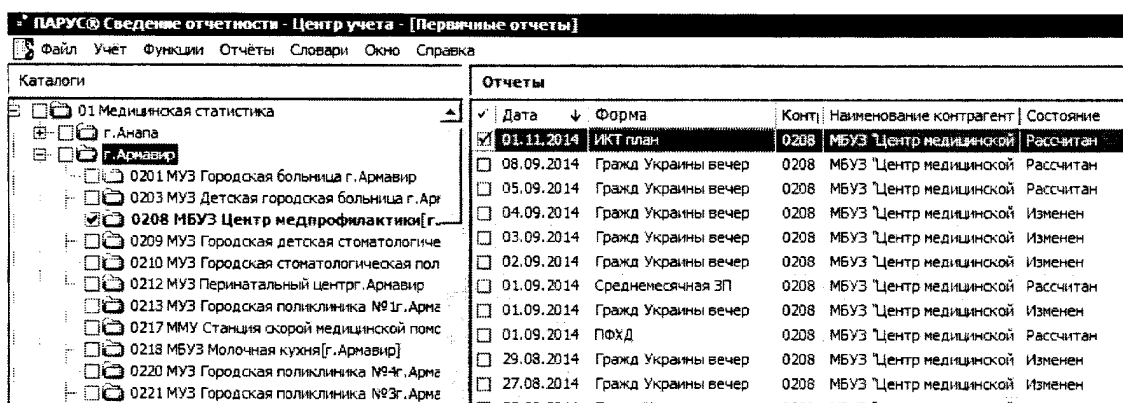 ПАРУС® Сведение отчетности - Центр учета - [Первичные отчеты]
Файл Учёт Функции Отчёты Словари Окно Справка
Каталоги
01 Медицинская статистика
г.Анапа
г.Армавир
0201 МУЗ Городская больница г.Армавир
0203 МУЗ Детская городская больница г.Арм
0208 МБУЗ Центр медпрофилактики[г.
0209 МУЗ Городская детская стоматологиче
0210 МУЗ Городская стоматологическая пол
0212 МУЗ Перинатальный центрг.Армавир
0213 МУЗ Городская поликлиника №1г.Арма
0217 ММУ Станция скорой медицинской помс
0218 МБУЗ Молочная кухня[г.Армавир]
0220 МУЗ Городская поликлиника №4г.Арма
0221 МУЗ Городская поликлиника №3г.Арма
Отчеты
Дата Форма Конт Наименование контрагент Состояние
01.11.2014 ИКТ план 0208 МБУЗ "Центр медицинской Рассчитан
08.09.2014 Гражд Украины вечер 0208 МБУЗ "Центр медицинской Рассчитан
05.09.2014 Гражд Украины вечер 0208 МБУЗ "Центр медицинской Рассчитан
04.09.2014 Гражд Украины вечер 0208 МБУЗ "Центр медицинской Изменен
03.09.2014 Гражд Украины вечер 0208 МБУЗ "Центр медицинской Изменен
02.09.2014 Гражд Украины вечер 0208 МБУЗ "Центр медицинской Изменен
01.09.2014 Среднемесячная ЗП 0208 МБУЗ "Центр медицинской Рассчитан
01.09.2014 Гражд Украины вечер 0208 МБУЗ "Центр медицинской Изменен
01.09.2014 ПФХД 0208 МБУЗ "Центр медицинской Рассчитан
29.08.2014 Гражд Украины вечер 0208 МБУЗ "Центр медицинской Изменен
27.08.2014 Гражд Украины вечер 0208 МБУЗ "Центр медицинской Изменен